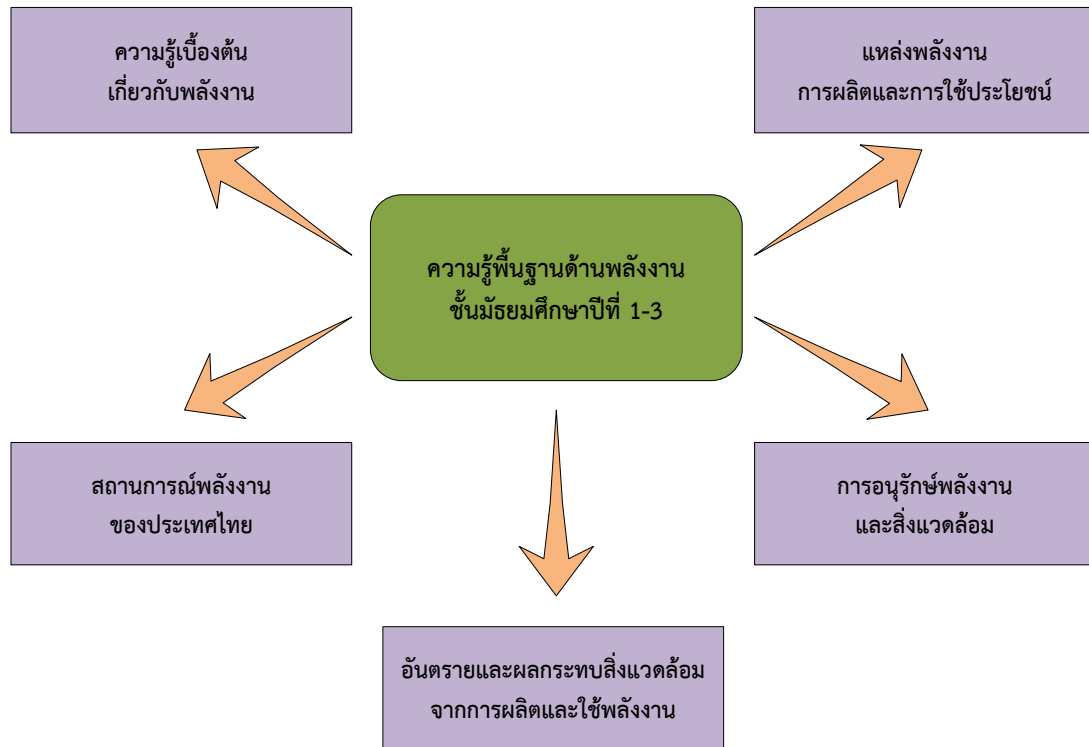 ความรู้เบื้องต้น
เกี่ยวกับพลังงาน
แหล่งพลังงาน
การผลิตและการใช้ประโยชน์
ความรู้พื้นฐานด้านพลังงาน
ชั้นมัธยมศึกษาปีที่ 1-3
สถานการณ์พลังงาน
ของประเทศไทย
การอนุรักษ์พลังงาน
และสิ่งแวดล้อม
อันตรายและผลกระทบสิ่งแวดล้อม
จากการผลิตและใช้พลังงาน